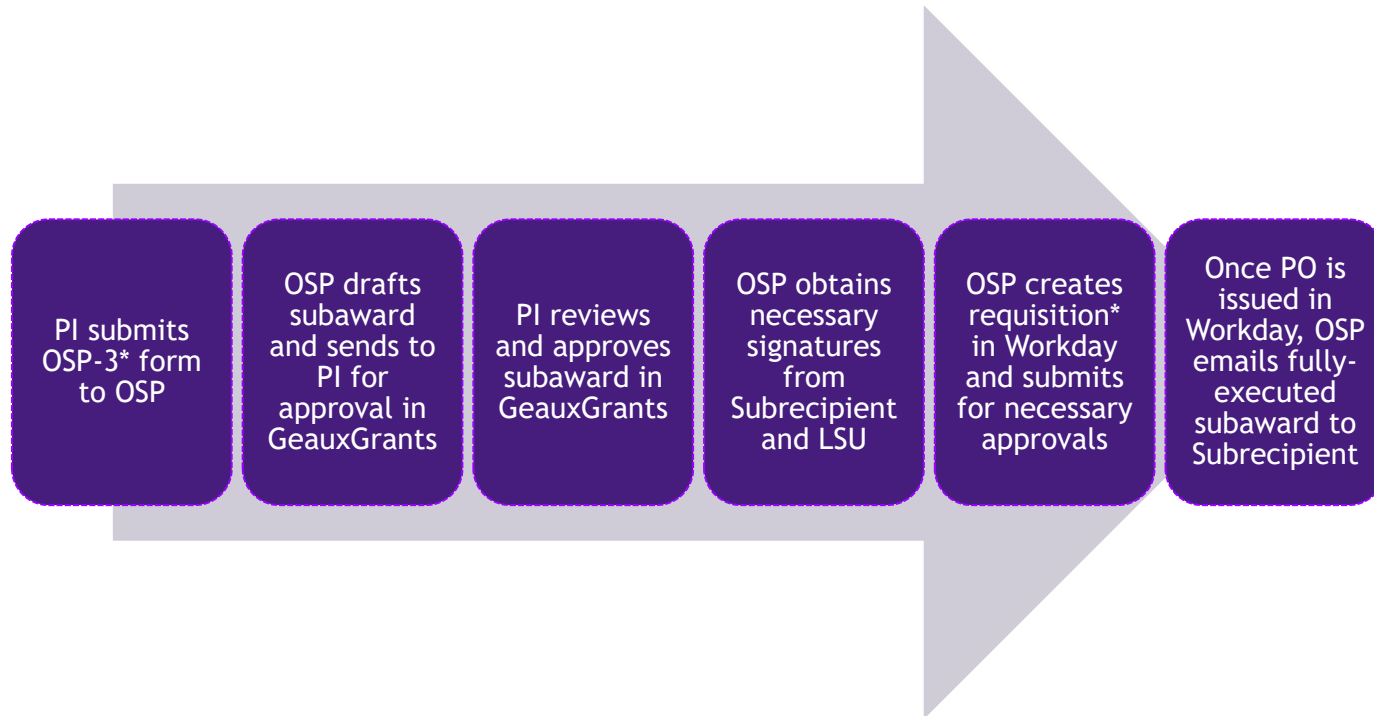 PI submits
OSP-3* form
to OSP
OSP drafts
subaward
and sends to
PI for
approval in
GeauxGrants
PI reviews
and approves
subaward in
GeauxGrants
OSP obtains
necessary
signatures
from
Subrecipient
and LSU
OSP creates
requisition*
in Workday
and submits
for necessary
approvals
Once PO is
issued in
Workday, OSP
emails fully-
executed
subaward to
Subrecipient